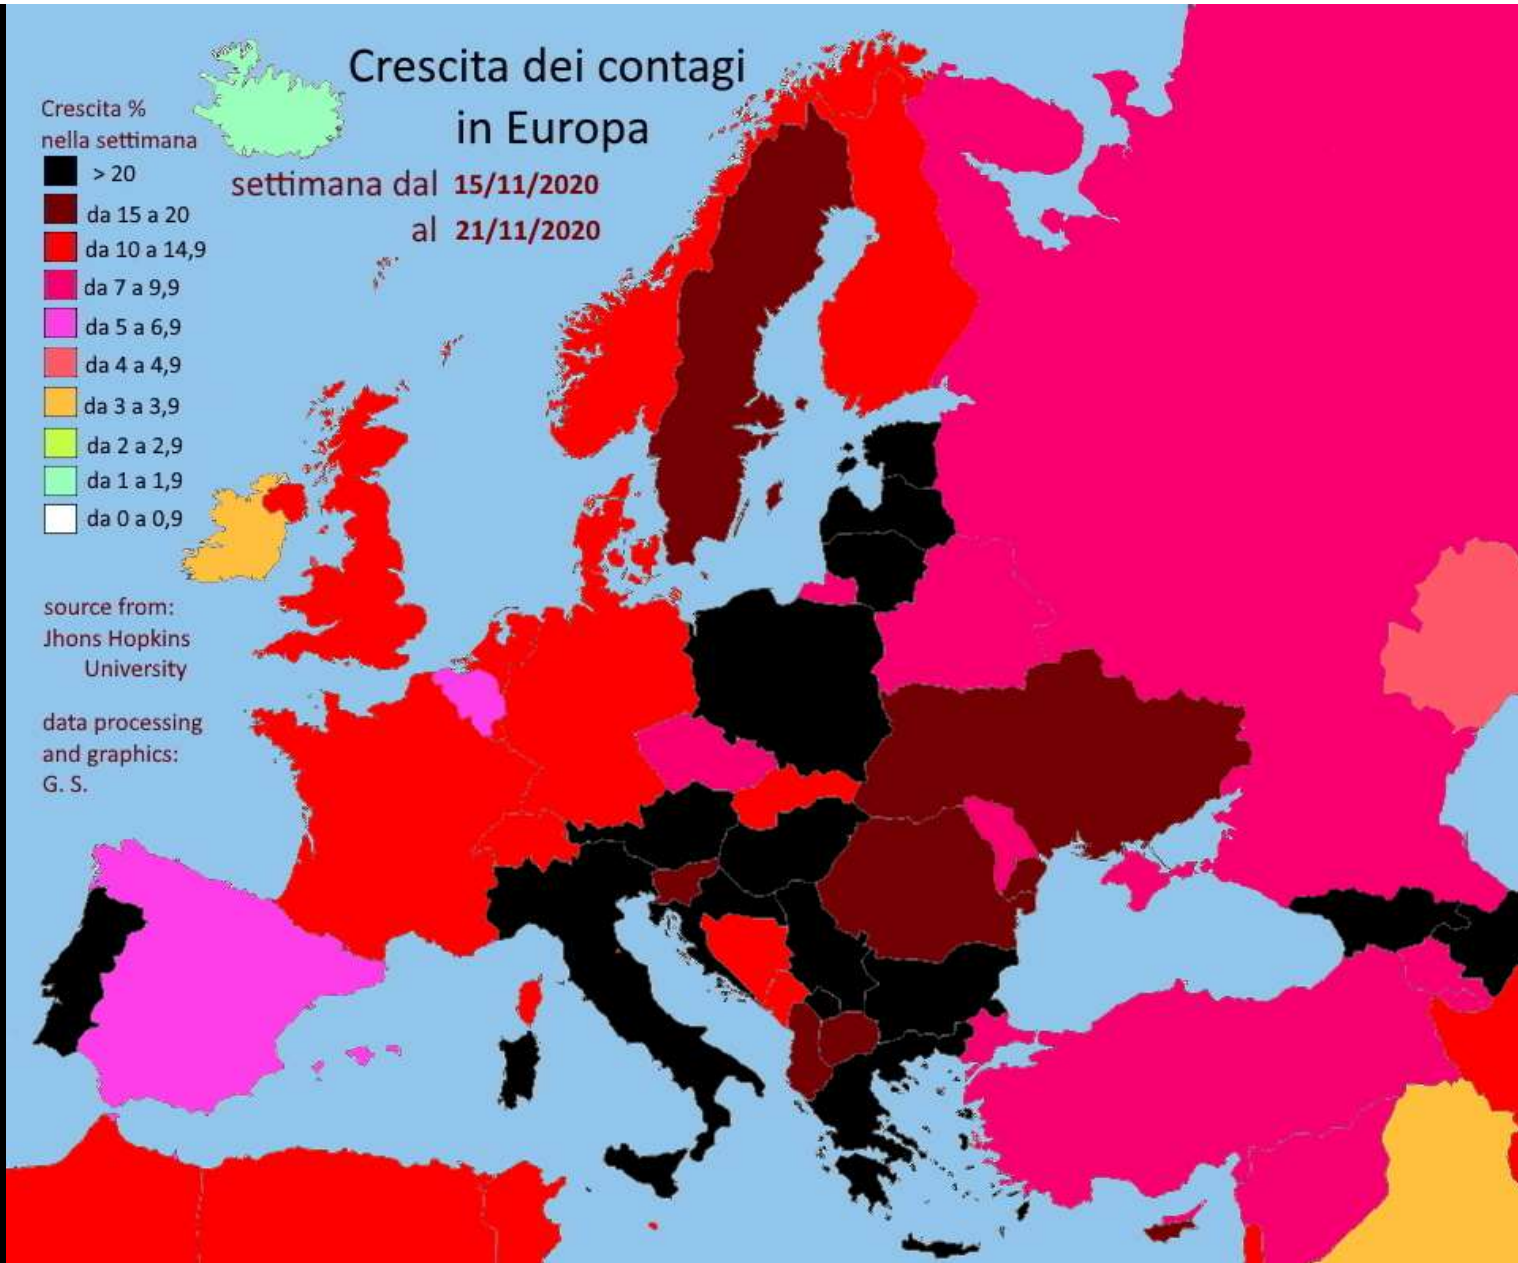 Crescita dei contagi
in Europa
settimana dal 15/11/2020
al 21/11/2020
Crescita %
nella settimana
> 20
da 15 a 20
da 10 a 14,9
da 7 a 9,9
da 5 a 6,9
da 4 a 4,9
da 3 a 3,9
da 2 a 2,9
da 1 a 1,9
da 0 a 0,9
source from:
Jhons Hopkins
University
data processing
and graphics:
G. S.